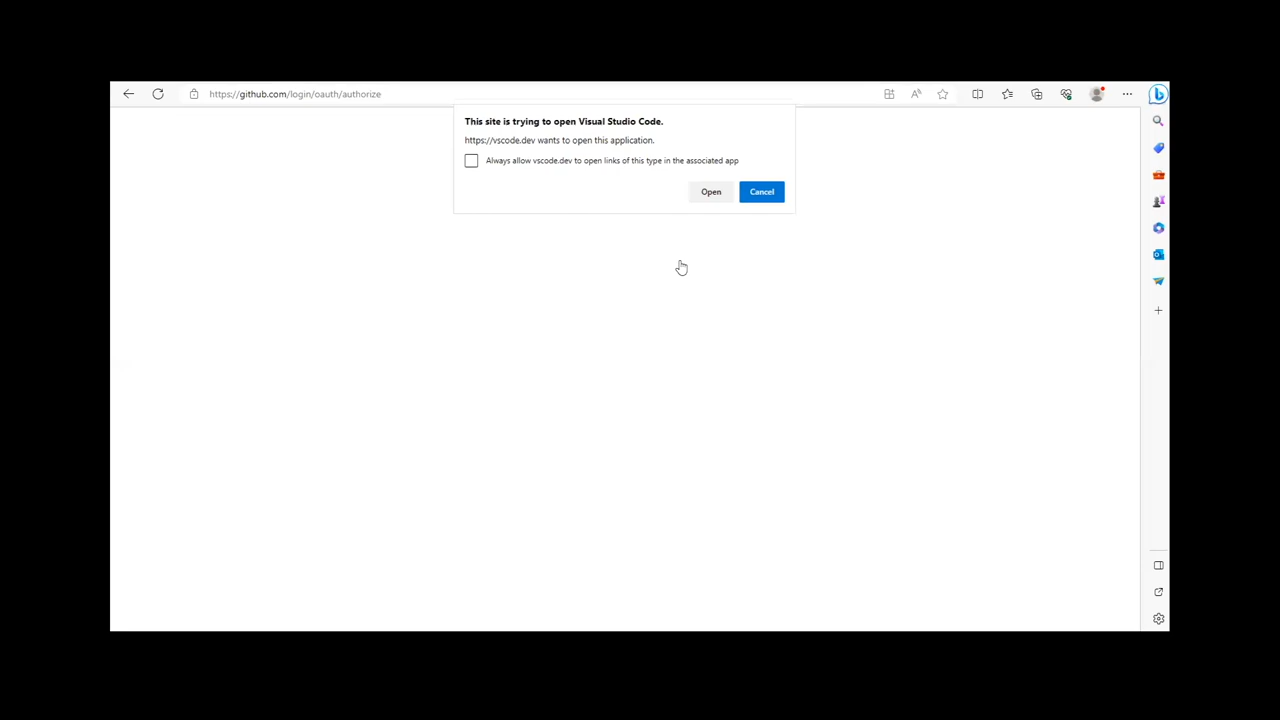 https://github.com/login/oauth/authorize
This site is trying to open Visual Studio Code.
https://vscode.dev wants to open this application.
Always allow vscode.dev to open links of this type in the associated app
Open Cancel